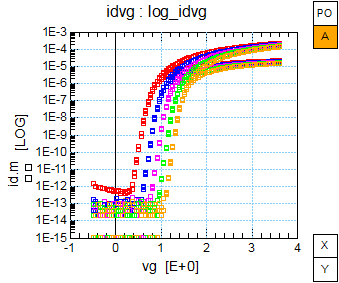 idvg : log_idvg
PO
A
1E-3
1E-4
1E-5
1E-6
1E-7
1E-8
1E-9
1E-10
1E-11
1E-12
1E-13
1E-14
1E-15
id.m [LOG]
-1 0 1 2 3 4
vg [E+0]
X
Y